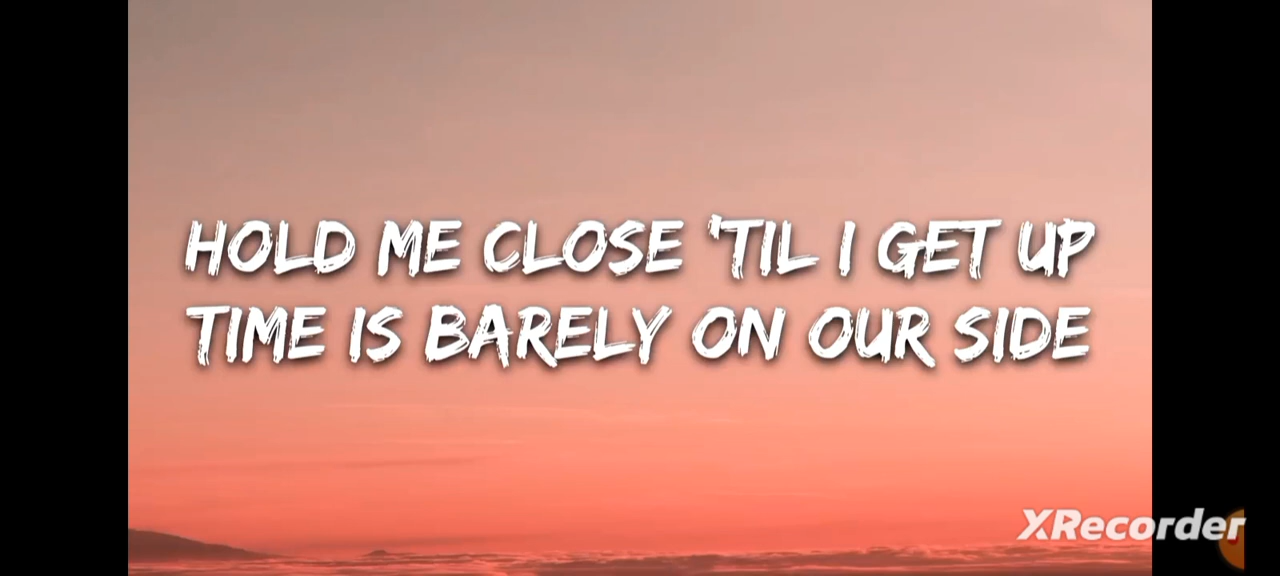 HOLD ME CLOSE 'TIL I GET UP
TIME IS BARELY ON OUR SIDE
XRecorder